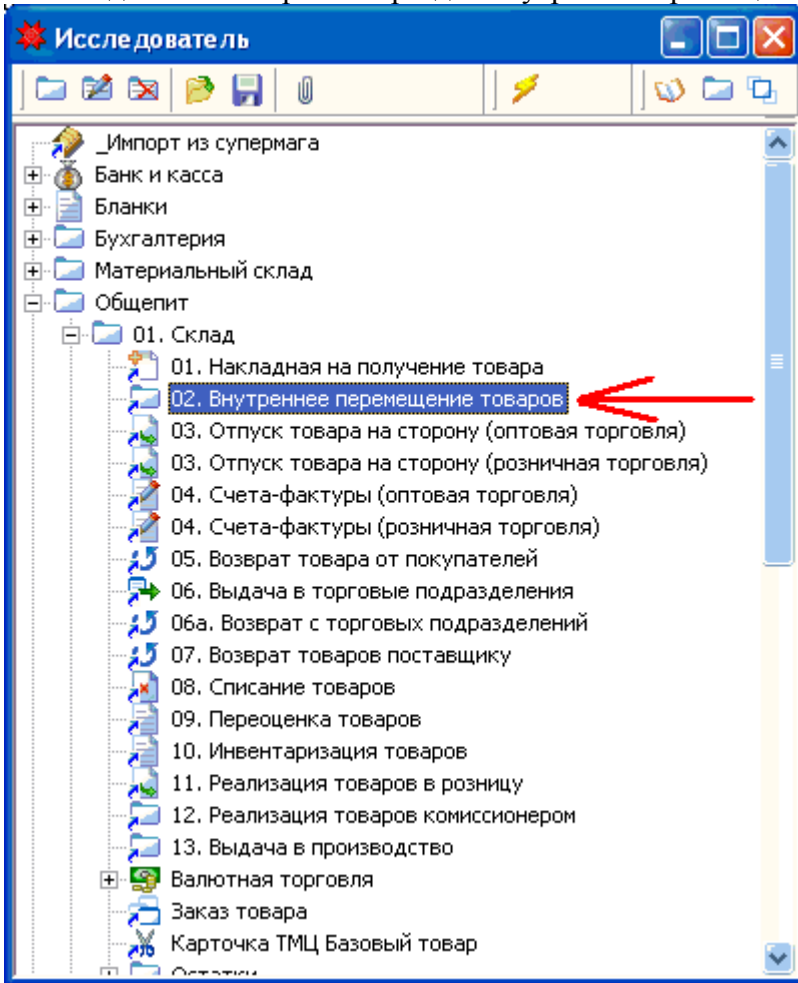 Исследователь
_Импорт из супермага
Банк и касса
Бланки
Бухгалтерия
Материальный склад
Общепит
01. Склад
01. Накладная на получение товара
02. Внутреннее перемещение товаров
03. Отпуск товара на сторону (оптовая торговля)
03. Отпуск товара на сторону (розничная торговля)
04. Счета-фактуры (оптовая торговля)
04. Счета-фактуры (розничная торговля)
05. Возврат товара от покупателей
06. Выдача в торговые подразделения
06а. Возврат с торговых подразделений
07. Возврат товаров поставщику
08. Списание товаров
09. Переоценка товаров
10. Инвентаризация товаров
11. Реализация товаров в розницу
12. Реализация товаров комиссионером
13. Выдача в производство
Валютная торговля
Заказ товара
Карточка ТМЦ Базовый товар
Остатки